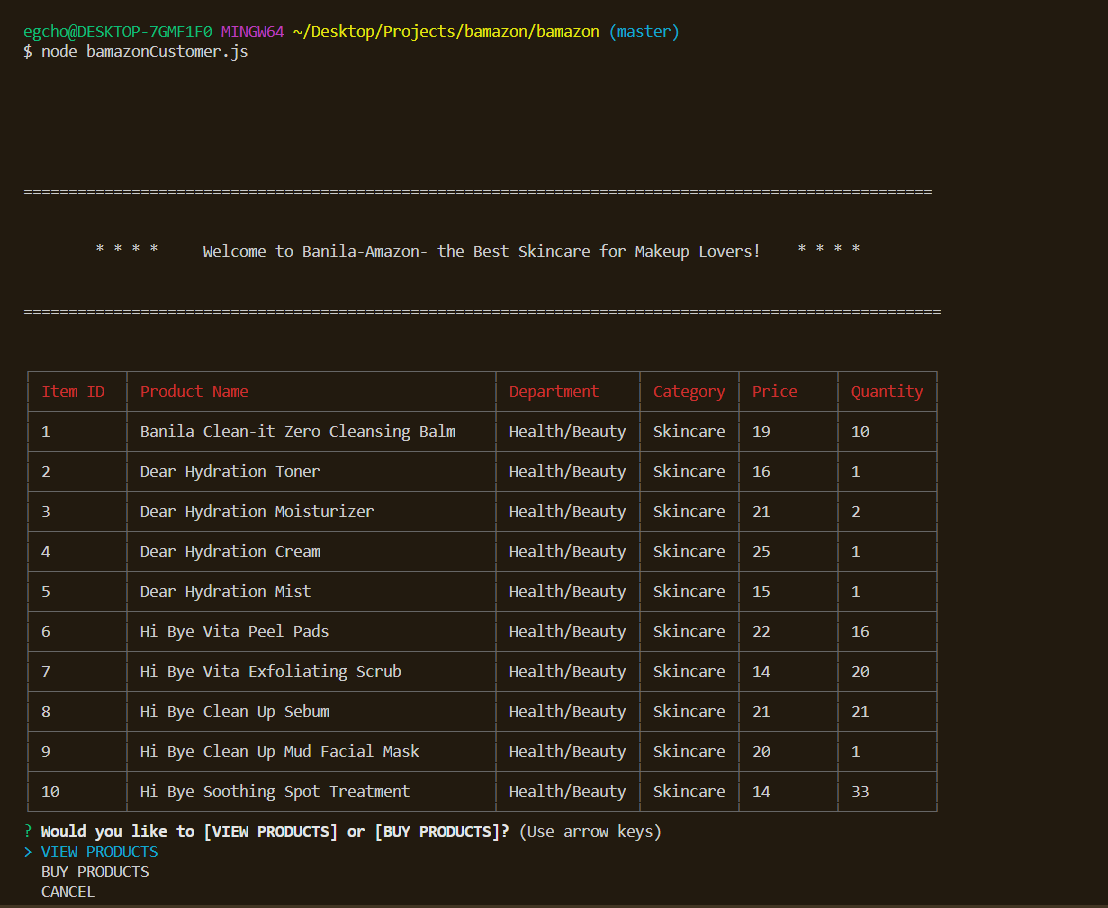 egcho@DESKTOP-7GMF1F0 MINGW64 ~/Desktop/Projects/bamazon/bamazon (master)
$ node bamazonCustomer.js
=====================================================================================================
* * * *     Welcome to Banila-Amazon- the Best Skincare for Makeup Lovers!    * * * *
======================================================================================================
Item ID Product Name Department Category Price Quantity
1 Banila Clean-it Zero Cleansing Balm Health/Beauty Skincare 19 10
2 Dear Hydration Toner Health/Beauty Skincare 16 1
3 Dear Hydration Moisturizer Health/Beauty Skincare 21 2
4 Dear Hydration Cream Health/Beauty Skincare 25 1
5 Dear Hydration Mist Health/Beauty Skincare 15 1
6 Hi Bye Vita Peel Pads Health/Beauty Skincare 22 16
7 Hi Bye Vita Exfoliating Scrub Health/Beauty Skincare 14 20
8 Hi Bye Clean Up Sebum Health/Beauty Skincare 21 21
9 Hi Bye Clean Up Mud Facial Mask Health/Beauty Skincare 20 1
10 Hi Bye Soothing Spot Treatment Health/Beauty Skincare 14 33
? Would you like to [VIEW PRODUCTS] or [BUY PRODUCTS]? (Use arrow keys)
> VIEW PRODUCTS
BUY PRODUCTS
CANCEL